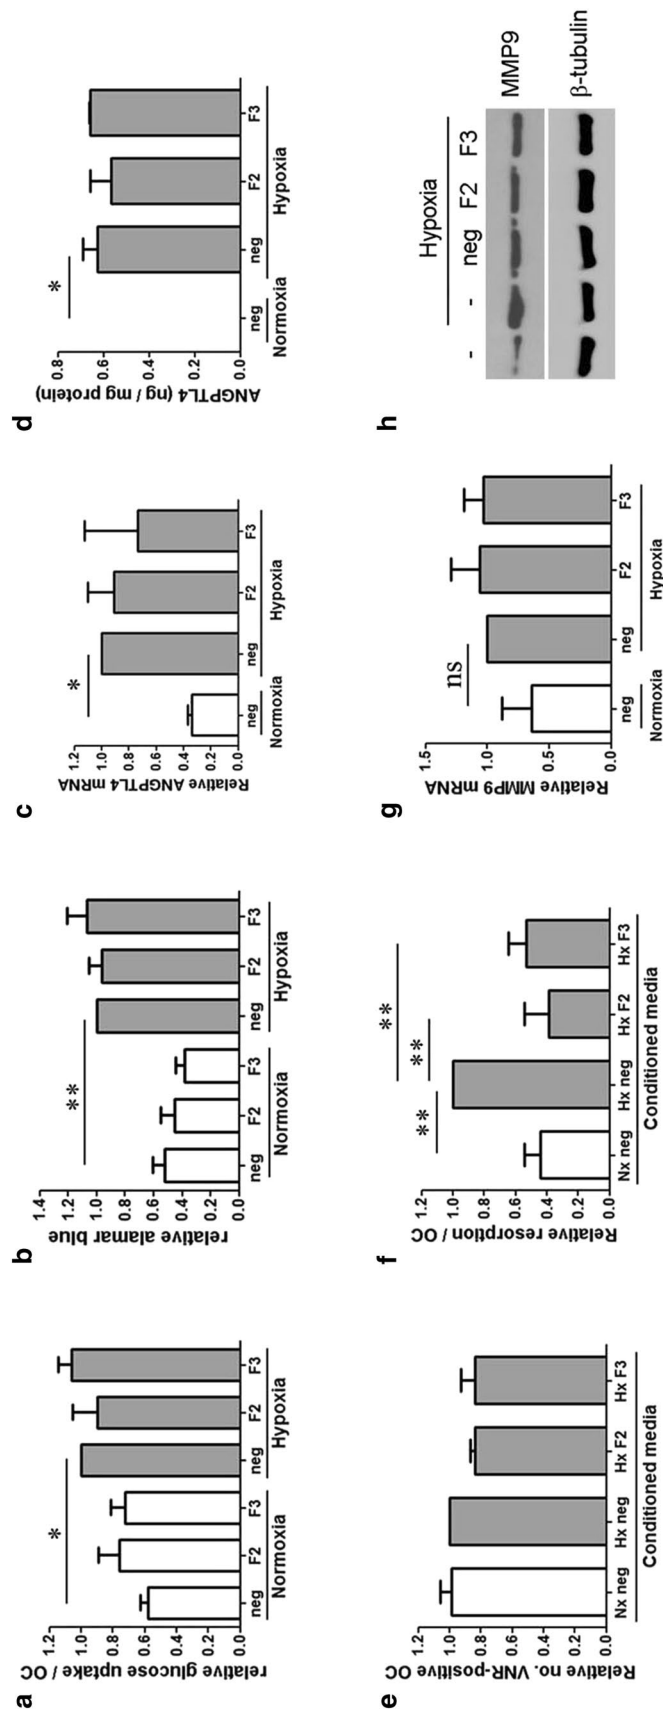 a
relative glucose uptake / OC
1.2
1.0
0.8
0.6
0.4
0.2
0.0
*
neg F2 F3 neg F2 F3
Normoxia Hypoxia
b
relative alamar blue
1.4
1.2
1.0
0.8
0.6
0.4
0.2
0.0
**
neg F2 F3 neg F2 F3
Normoxia Hypoxia
c
Relative ANGPTL4 mRNA
1.2
1.0
0.8
0.6
0.4
0.2
0.0
*
neg neg F2 F3
Normoxia Hypoxia
d
ANGPTL4 (ng / mg protein)
0.8
0.6
0.4
0.2
0.0
*
neg neg F2 F3
Normoxia Hypoxia
e
Relative no. VNR-positive OC
1.2
1.0
0.8
0.6
0.4
0.2
0.0
Nx neg Hx neg Hx F2 Hx F3
Conditioned media
f
Relative resorption / OC
1.2
1.0
0.8
0.6
0.4
0.2
0.0
** ** **
Nx neg Hx neg Hx F2 Hx F3
Conditioned media
g
Relative MMP9 mRNA
1.5
1.0
0.5
0.0
ns
neg neg F2 F3
Normoxia Hypoxia
h
Hypoxia
- - neg F2 F3
MMP9
β-tubulin